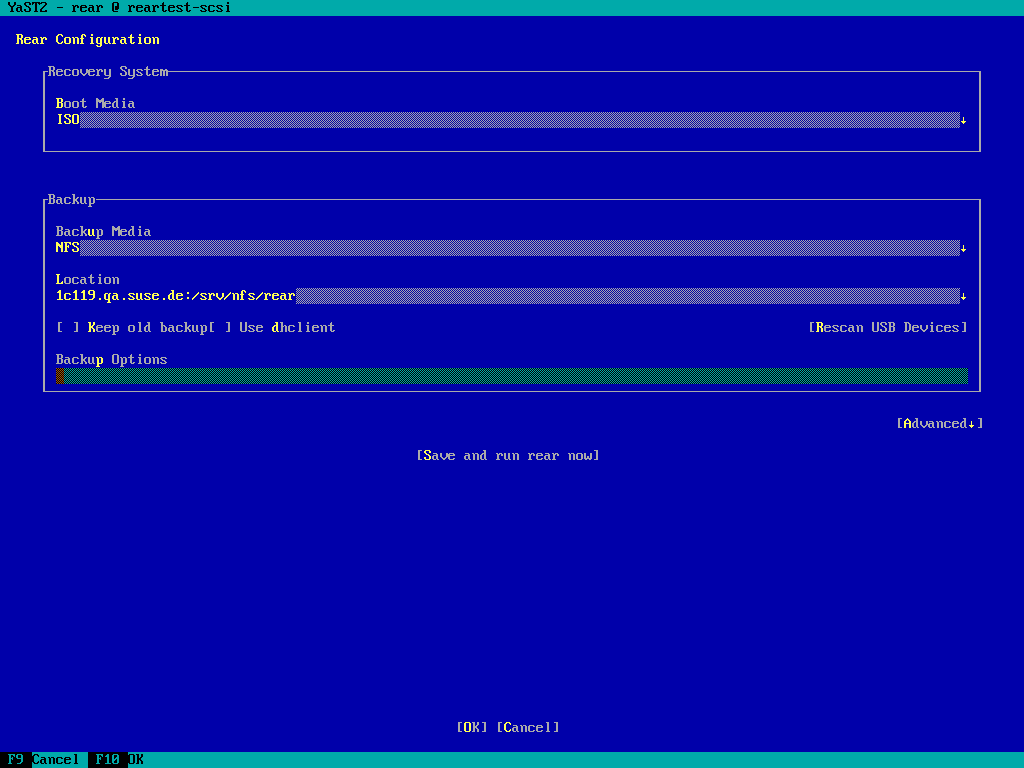 YaST2 - rear @ reartest-scsi
Rear Configuration
Recovery System
Boot Media
ISO↓
Backup
Backup Media
NFS↓
Location
1c119.qa.suse.de:/srv/nfs/rear↓
[ ] Keep old backup[ ] Use dhclient [Rescan USB Devices]
Backup Options
[Advanced↓]
[Save and run rear now]
[OK] [Cancel]
F9 Cancel F10 OK